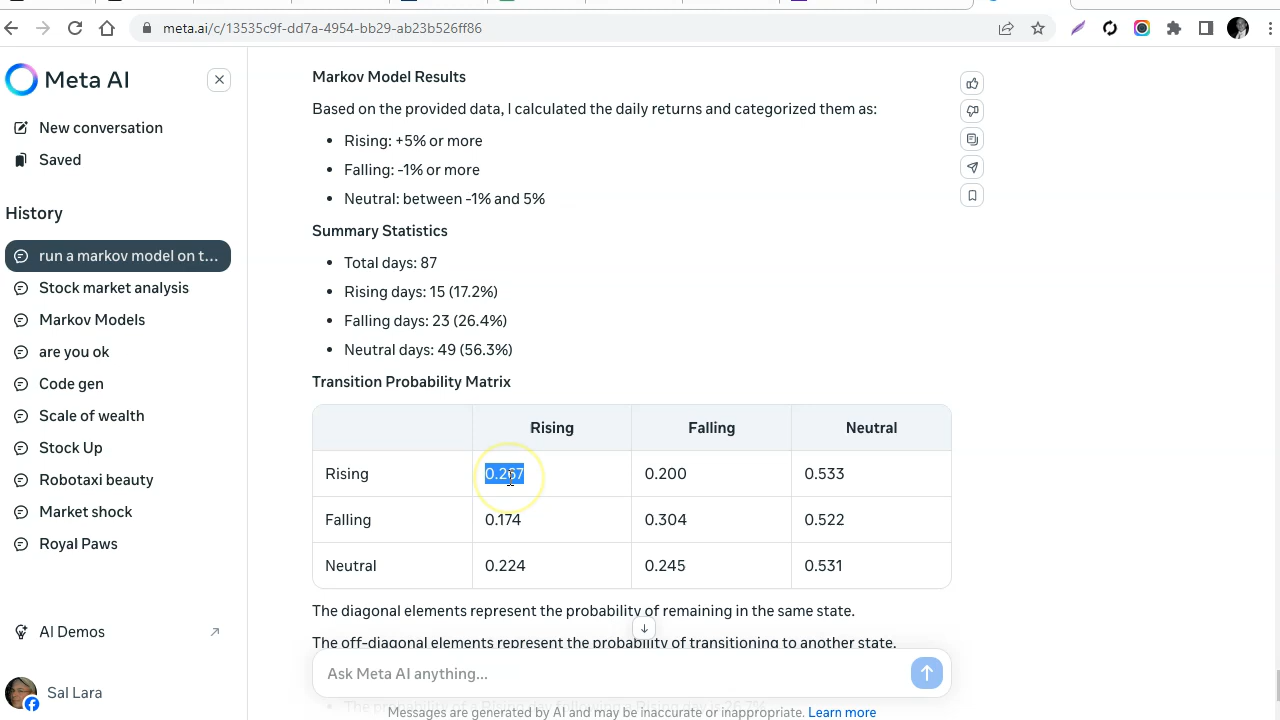 meta.ai/c/13535c9f-dd7a-4954-bb29-ab23b526ff86
Meta AI
New conversation
Saved
History
run a markov model on t...
Stock market analysis
Markov Models
are you ok
Code gen
Scale of wealth
Stock Up
Robotaxi beauty
Market shock
Royal Paws
AI Demos
Sal Lara
Markov Model Results
Based on the provided data, I calculated the daily returns and categorized them as:
• Rising: +5% or more
• Falling: -1% or more
• Neutral: between -1% and 5%
Summary Statistics
• Total days: 87
• Rising days: 15 (17.2%)
• Falling days: 23 (26.4%)
• Neutral days: 49 (56.3%)
Transition Probability Matrix
Rising Falling Neutral
Rising 0.267 0.200 0.533
Falling 0.174 0.304 0.522
Neutral 0.224 0.245 0.531
The diagonal elements represent the probability of remaining in the same state.
The off-diagonal elements represent the probability of transitioning to another state.
Ask Meta AI anything...
Messages are generated by AI and may be inaccurate or inappropriate. Learn more